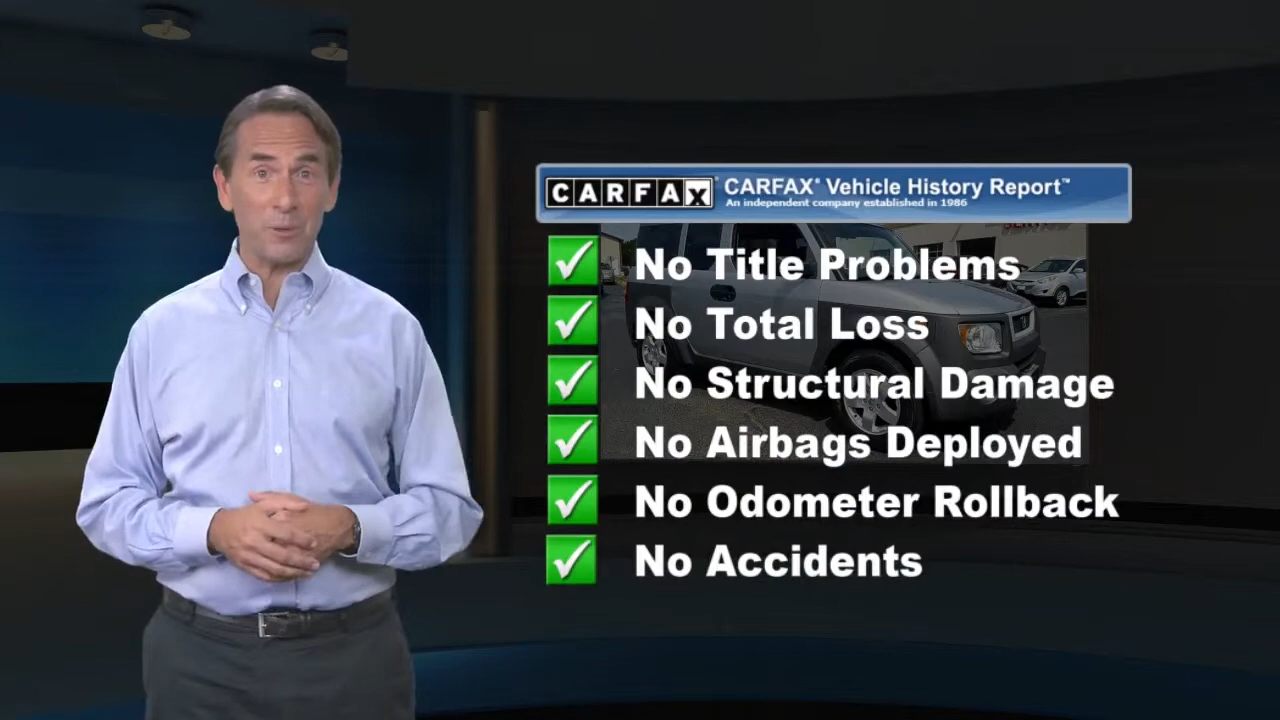 CARFAX CARFAX® Vehicle History Report™
An independent company established in 1986
No Title Problems
No Total Loss
No Structural Damage
No Airbags Deployed
No Odometer Rollback
No Accidents